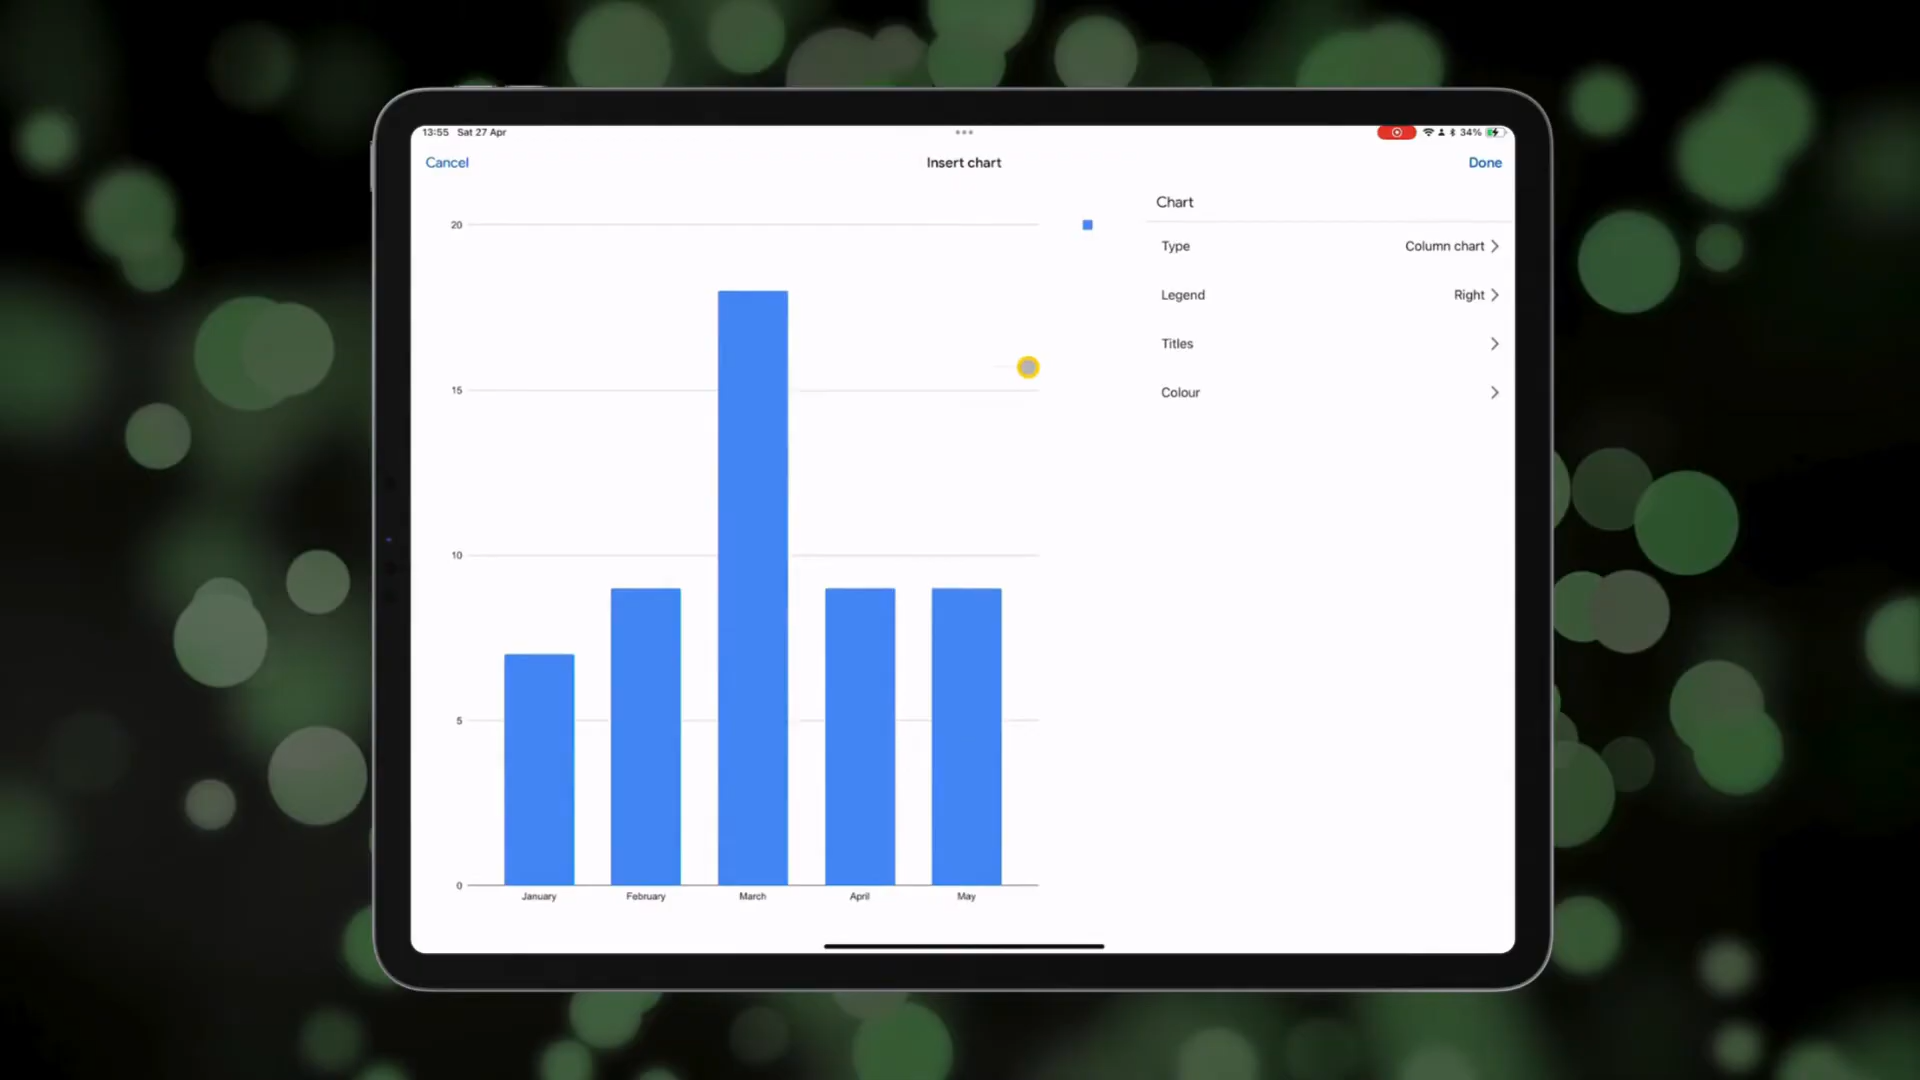 13:55 Sat 27 Apr
34%
Cancel
Insert chart
Done
Chart
Type
Column chart
Legend
Right
Titles
Colour
20
15
10
5
0
January
February
March
April
May